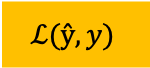 ℒ(ŷ, y)